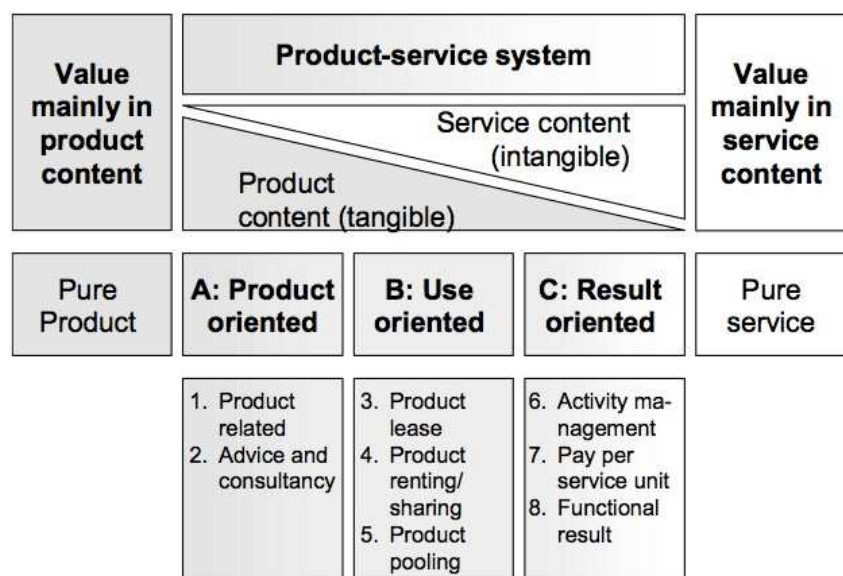 Value
mainly in
product
content
Product-service system
Service content
(intangible)
Product
content (tangible)
Value
mainly in
service
content
Pure
Product
A: Product
oriented
B: Use
oriented
C: Result
oriented
Pure
service
1. Product
related
2. Advice and
consultancy
3. Product
lease
4. Product
renting/
sharing
5. Product
pooling
6. Activity ma-
nagement
7. Pay per
service unit
8. Functional
result